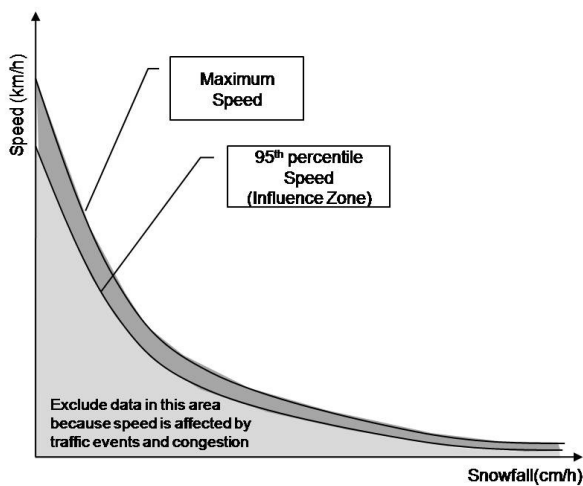 Speed (km/h)
Maximum
Speed
95th percentile
Speed
(Influence Zone)
Exclude data in this area
because speed is affected by
traffic events and congestion
Snowfall(cm/h)